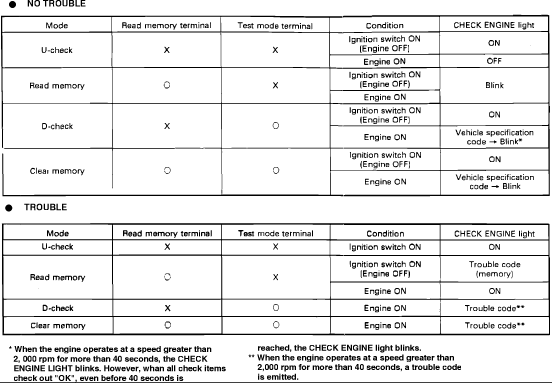 ● NO TROUBLE
Mode Read memory terminal Test mode terminal Condition CHECK ENGINE light
U-check X X Ignition switch ON (Engine OFF) ON
Engine ON OFF
Read memory O X Ignition switch ON (Engine OFF) Blink
Engine ON
D-check X O Ignition switch ON (Engine OFF) ON
Engine ON Vehicle specification code → Blink*
Clear memory O O Ignition switch ON (Engine OFF) ON
Engine ON Vehicle specification code → Blink
● TROUBLE
Mode Read memory terminal Test mode terminal Condition CHECK ENGINE light
U-check X X Ignition switch ON ON
Read memory O X Ignition switch ON (Engine OFF) Trouble code (memory)
Engine ON ON
D-check X O Engine ON Trouble code**
Clear memory O O Engine ON Trouble code**
* When the engine operates at a speed greater than
2, 000 rpm for more than 40 seconds, the CHECK
ENGINE LIGHT blinks. However, whan all check items
check out "OK", even before 40 seconds is
reached, the CHECK ENGINE light blinks.
** When the engine operates at a speed greater than
2,000 rpm for more than 40 seconds, a trouble code
is emitted.